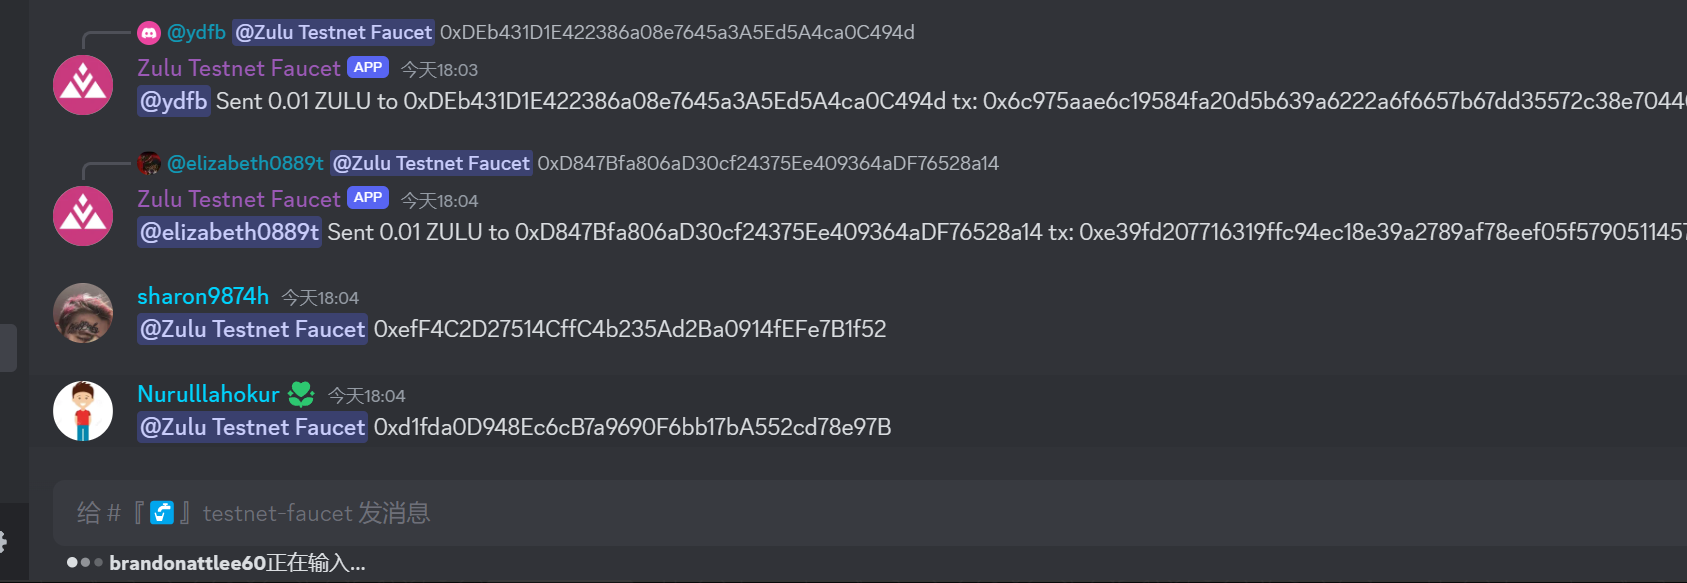 @ydfb @Zulu Testnet Faucet 0xDEb431D1E422386a08e7645a3A5Ed5A4ca0C494d
Zulu Testnet Faucet APP 今天18:03
@ydfb Sent 0.01 ZULU to 0xDEb431D1E422386a08e7645a3A5Ed5A4ca0C494d tx: 0x6c975aae6c19584fa20d5b639a6222a6f6657b67dd35572c38e7044
@elizabeth0889t @Zulu Testnet Faucet 0xD847Bfa806aD30cf24375Ee409364aDF76528a14
Zulu Testnet Faucet APP 今天18:04
@elizabeth0889t Sent 0.01 ZULU to 0xD847Bfa806aD30cf24375Ee409364aDF76528a14 tx: 0xe39fd207716319ffc94ec18e39a2789af78eef05f5790511457
sharon9874h 今天18:04
@Zulu Testnet Faucet 0xefF4C2D27514CffC4b235Ad2Ba0914fEFe7B1f52
Nurulllahokur 今天18:04
@Zulu Testnet Faucet 0xd1fda0D948Ec6cB7a9690F6bb17bA552cd78e97B
给 #『🚰』testnet-faucet 发消息
brandonattlee60正在输入...